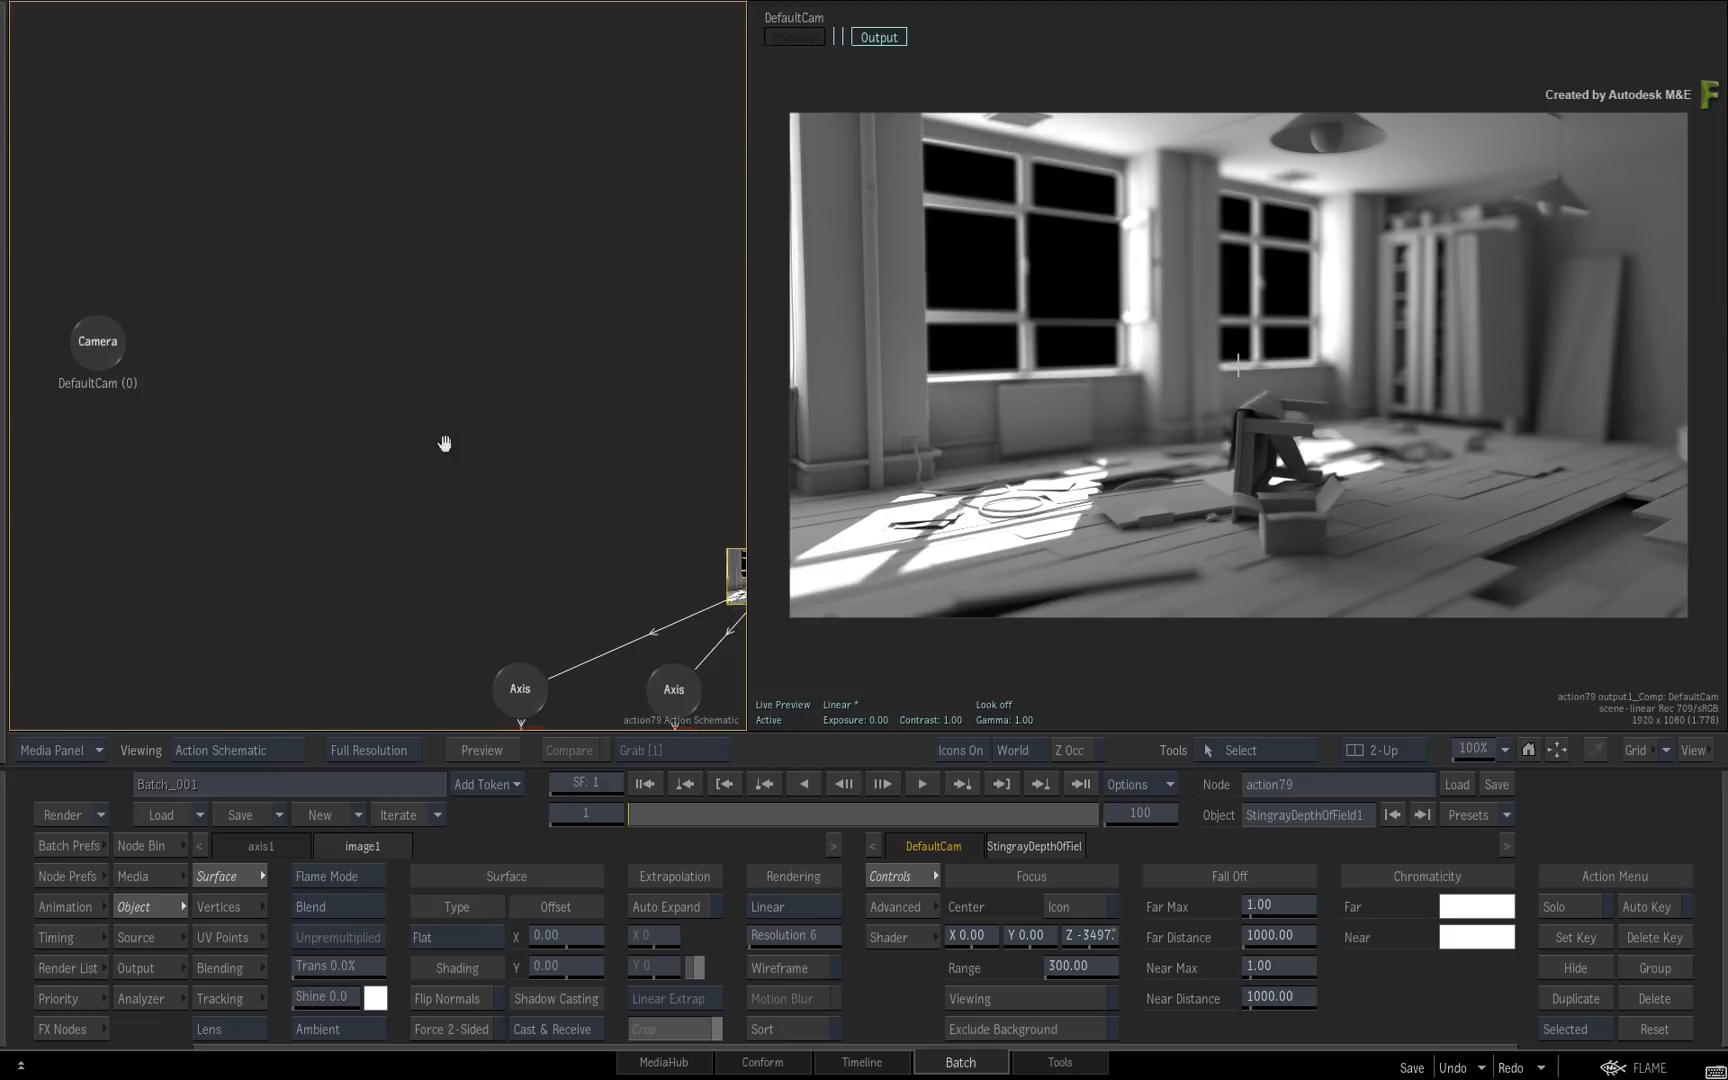 DefaultCam
Output
Created by Autodesk M&E
Camera
DefaultCam (0)
Axis
Axis
action79 Action Schematic
Live Preview Linear *
Active Exposure: 0.00 Contrast: 1.00
Look off
Gamma: 1.00
action79 output1_Comp: DefaultCam
scene-linear Rec 709/sRGB
1920 x 1080 (1.778)
Media Panel Viewing Action Schematic Full Resolution Preview Compare Grab [1] Icons On World Z Occ Tools Select 2-Up 100% Grid View
Batch_001 Add Token SF: 1 Options Node action79 Load Save
Render Load Save New Iterate 1 100 Object StingrayDepthOfField1 Presets
Batch Prefs Node Bin < axis1 image1 > < DefaultCam StingrayDepthOfFiel >
Node Prefs Media Surface Flame Mode Surface Extrapolation Rendering Controls Focus Fall Off Chromaticity Action Menu
Animation Object Vertices Blend Type Offset Auto Expand Linear Advanced Center Icon Far Max 1.00 Far Solo Auto Key
Timing Source UV Points Unpremultiplied Flat X 0.00 X 0 Resolution 6 Shader X 0.00 Y 0.00 Z -3497.* Far Distance 1000.00 Near Set Key Delete Key
Render List Output Blending Trans 0.0% Shading Y 0.00 Y 0 Wireframe Range 300.00 Near Max 1.00 Hide Group
Priority Analyzer Tracking Shine 0.0 Flip Normals Shadow Casting Linear Extrap Motion Blur Viewing Near Distance 1000.00 Duplicate Delete
FX Nodes Lens Ambient Force 2-Sided Cast & Receive Crop Sort Exclude Background Selected Reset
MediaHub Conform Timeline Batch Tools Save Undo Redo FLAME